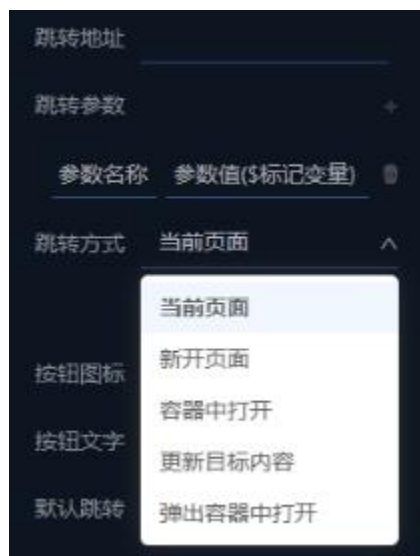 跳转地址
跳转参数 +
参数名称 参数值($标记变量)
跳转方式 当前页面
当前页面
新开页面
按钮图标
容器中打开
按钮文字
更新目标内容
默认跳转
弹出容器中打开